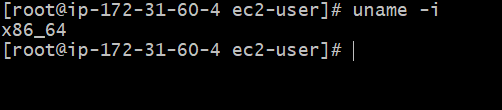 [root@ip-172-31-60-4 ec2-user]# uname -i
x86_64
[root@ip-172-31-60-4 ec2-user]#